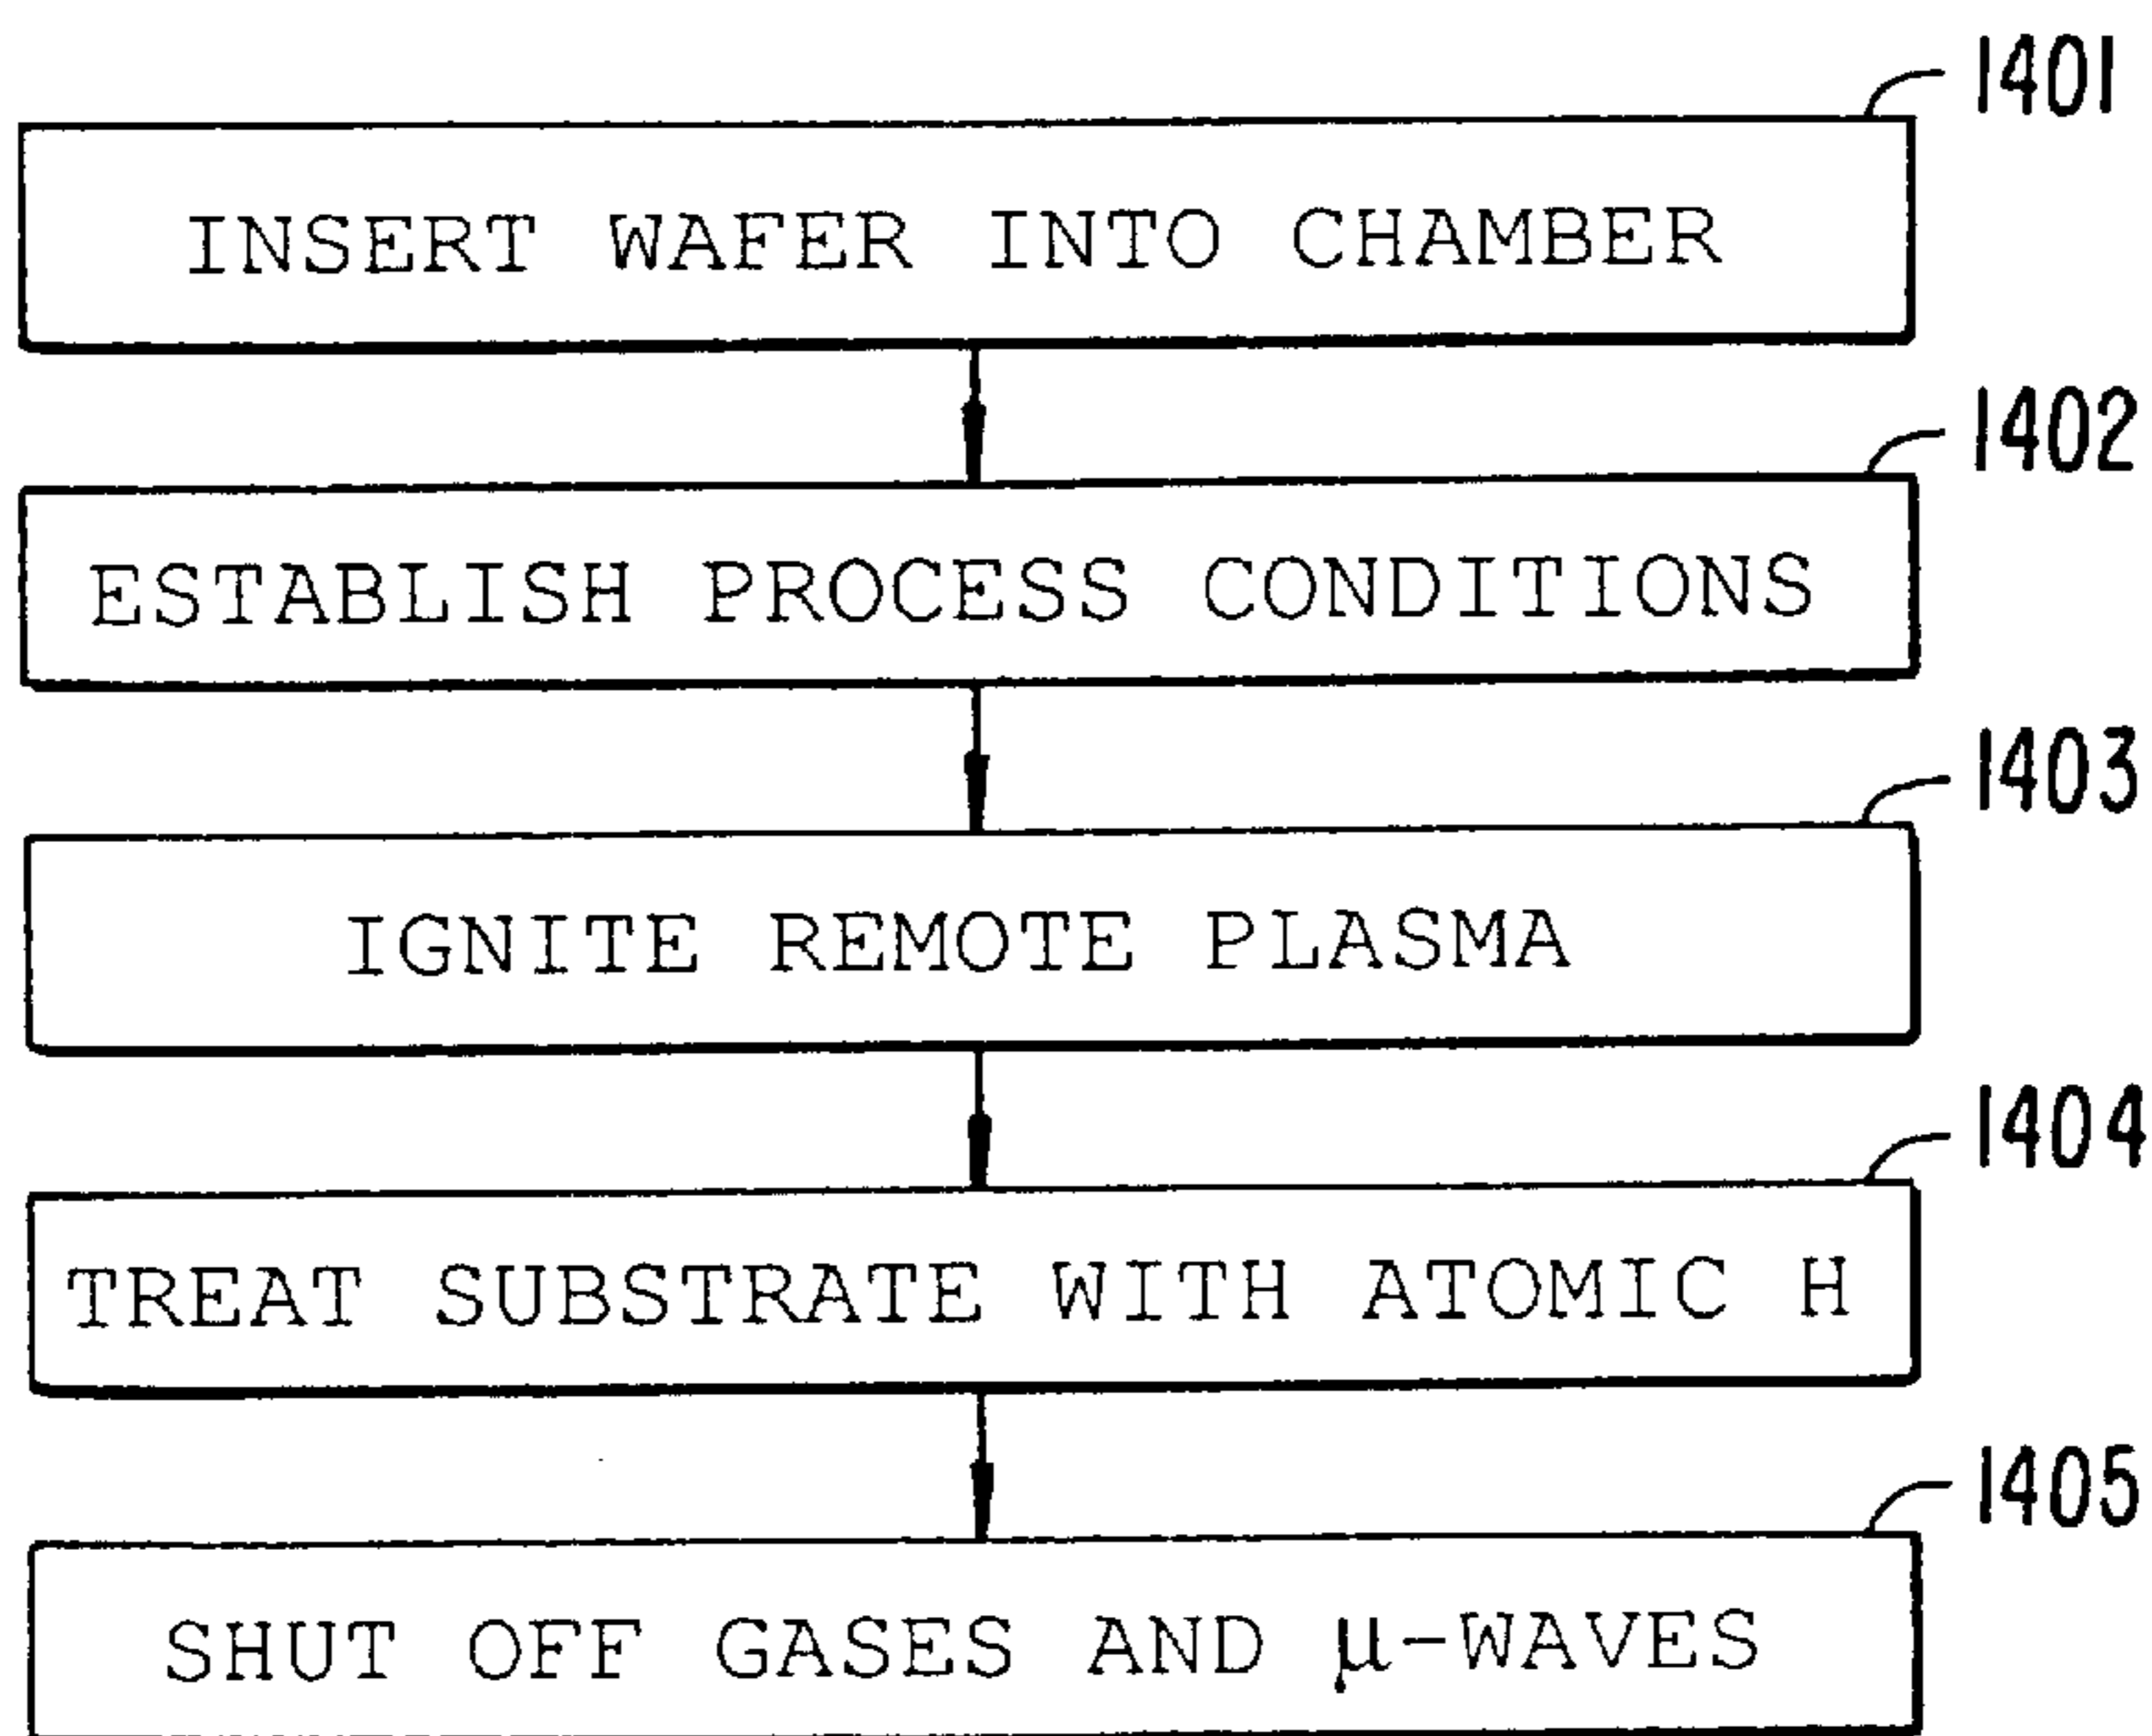 1401
INSERT WAFER INTO CHAMBER
1402
ESTABLISH PROCESS CONDITIONS
1403
IGNITE REMOTE PLASMA
1404
TREAT SUBSTRATE WITH ATOMIC H
1405
SHUT OFF GASES AND μ-WAVES